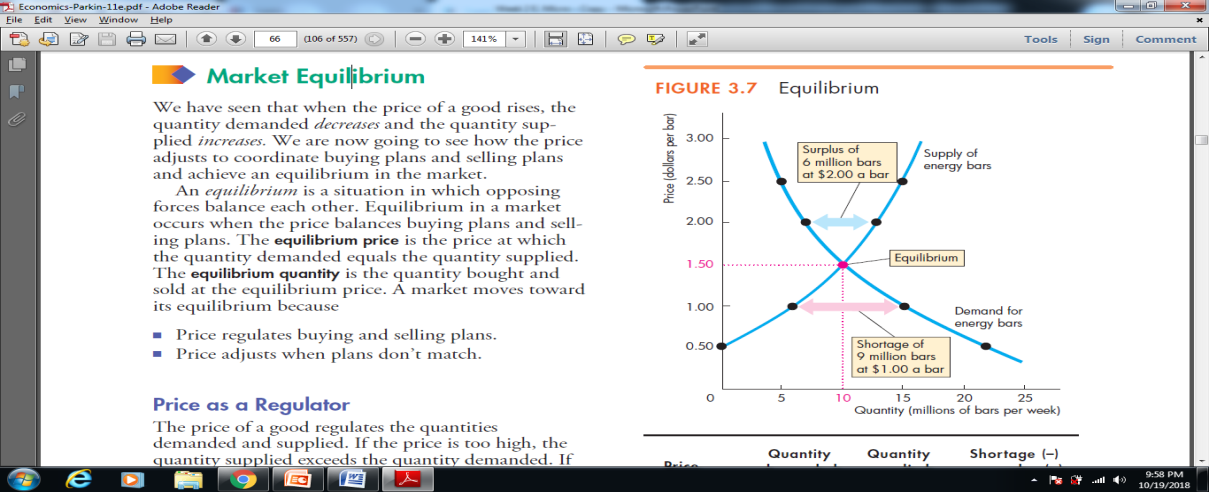 Economics-Parkin-11e.pdf - Adobe Reader
File Edit View Window Help
66 (106 of 557) 141% Tools Sign Comment
Market Equilibrium
We have seen that when the price of a good rises, the
quantity demanded decreases and the quantity sup-
plied increases. We are now going to see how the price
adjusts to coordinate buying plans and selling plans
and achieve an equilibrium in the market.
An equilibrium is a situation in which opposing
forces balance each other. Equilibrium in a market
occurs when the price balances buying plans and sell-
ing plans. The equilibrium price is the price at which
the quantity demanded equals the quantity supplied.
The equilibrium quantity is the quantity bought and
sold at the equilibrium price. A market moves toward
its equilibrium because
Price regulates buying and selling plans.
Price adjusts when plans don't match.
Price as a Regulator
The price of a good regulates the quantities
demanded and supplied. If the price is too high, the
quantity supplied exceeds the quantity demanded. If
FIGURE 3.7 Equilibrium
Price (dollars per bar)
3.00
2.50
2.00
1.50
1.00
0.50
0
5
10
15
20
25
Quantity (millions of bars per week)
Surplus of
6 million bars
at $2.00 a bar
Supply of
energy bars
Equilibrium
Demand for
energy bars
Shortage of
9 million bars
at $1.00 a bar
Quantity Quantity Shortage (–)
Price
9:58 PM
10/19/2018